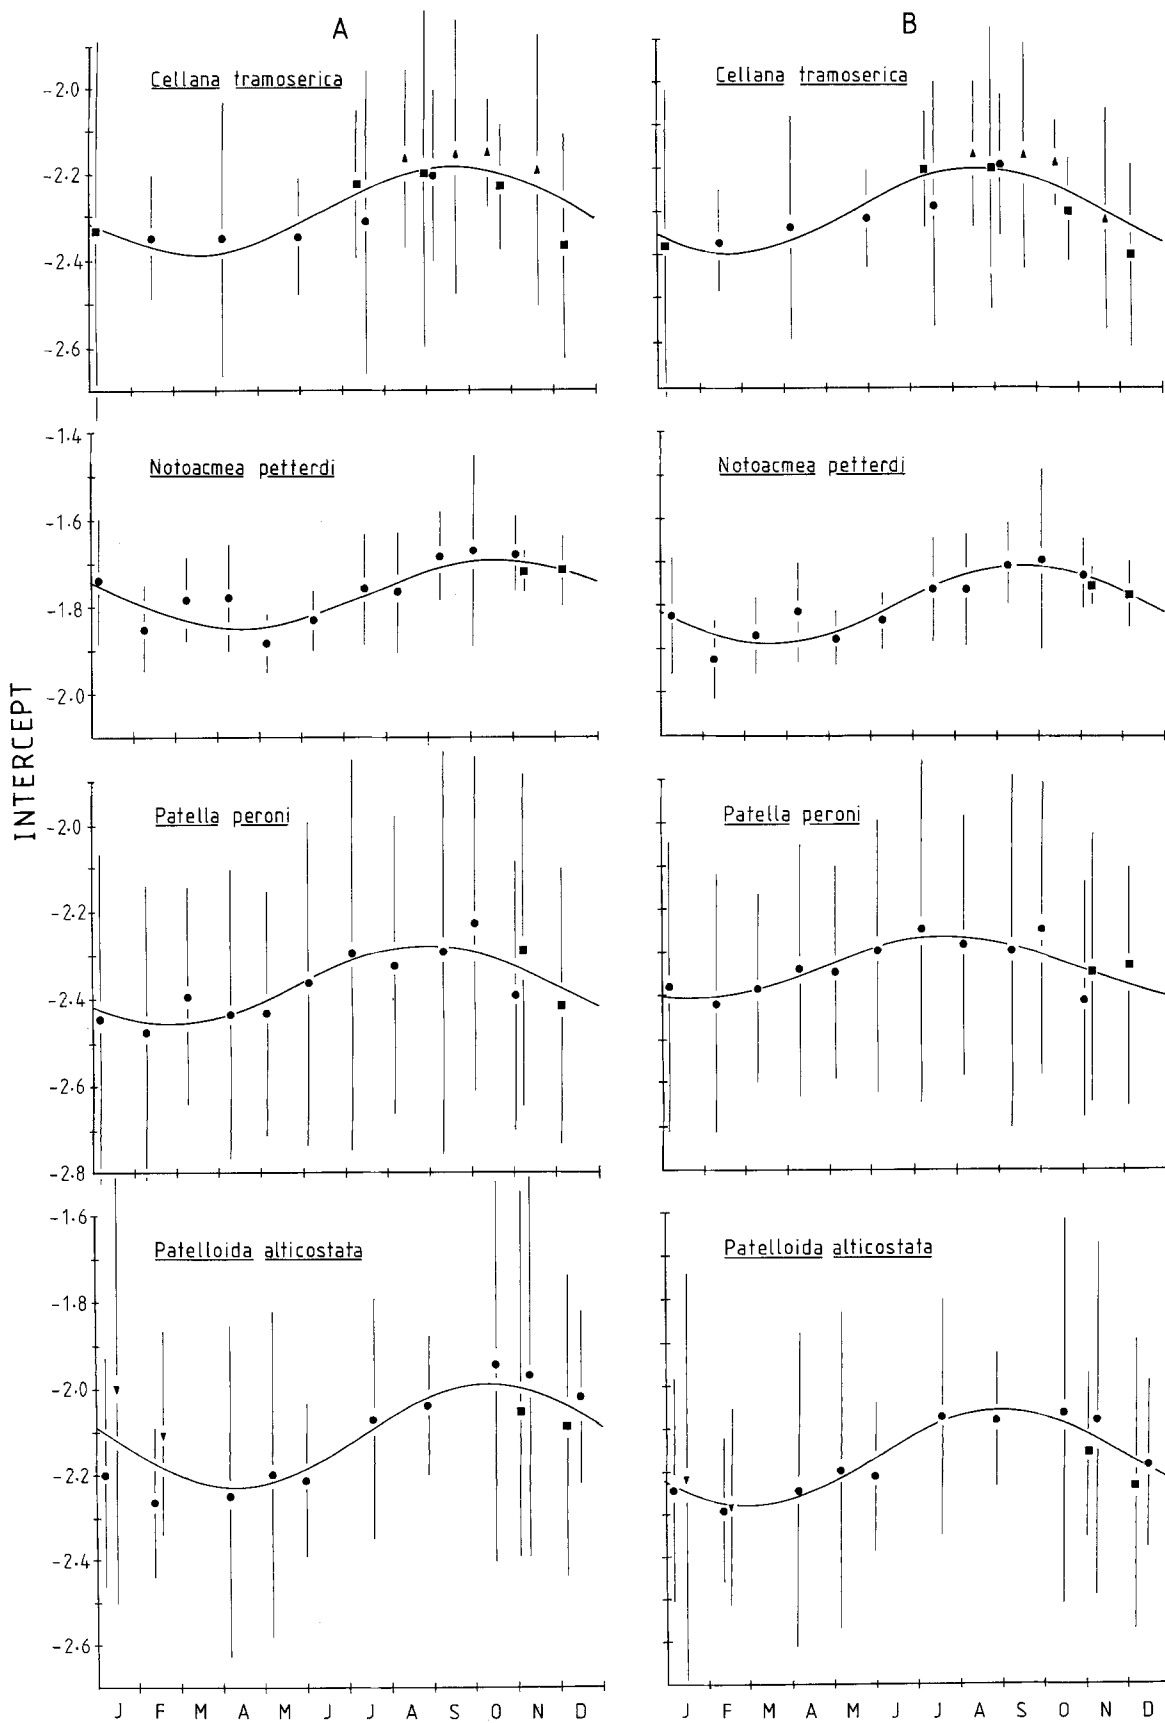 A
B
Cellana tramoserica
Cellana tramoserica
-2.0
-2.2
-2.4
-2.6
Notoacmea petterdi
Notoacmea petterdi
-1.4
-1.6
-1.8
-2.0
INTERCEPT
Patella peroni
Patella peroni
-2.0
-2.2
-2.4
-2.6
-2.8
Patelloida alticostata
Patelloida alticostata
-1.6
-1.8
-2.0
-2.2
-2.4
-2.6
J F M A M J J A S O N D
J F M A M J J A S O N D